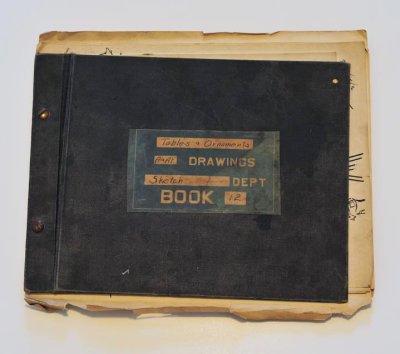 Tables & Ornaments
DRAWINGS
Sketch DEPT
BOOK 12